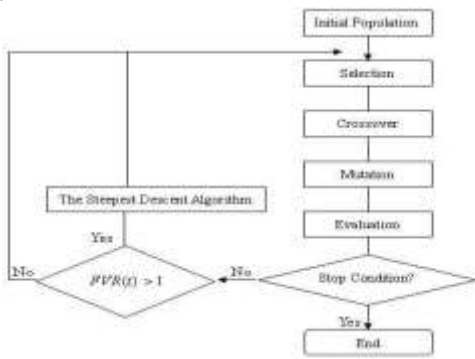 Initial Population
Selection
Crossover
Mutation
The Steepest Descent Algorithm
Evaluation
Yes
No
FVR(t) > 1
No
Stop Condition?
Yes
End